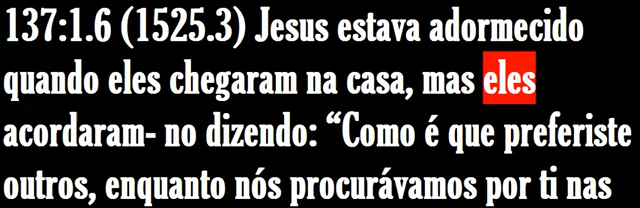 137:1.6 (1525.3) Jesus estava adormecido
quando eles chegaram na casa, mas eles
acordaram- no dizendo: “Como é que preferiste
outros, enquanto nós procurávamos por ti nas